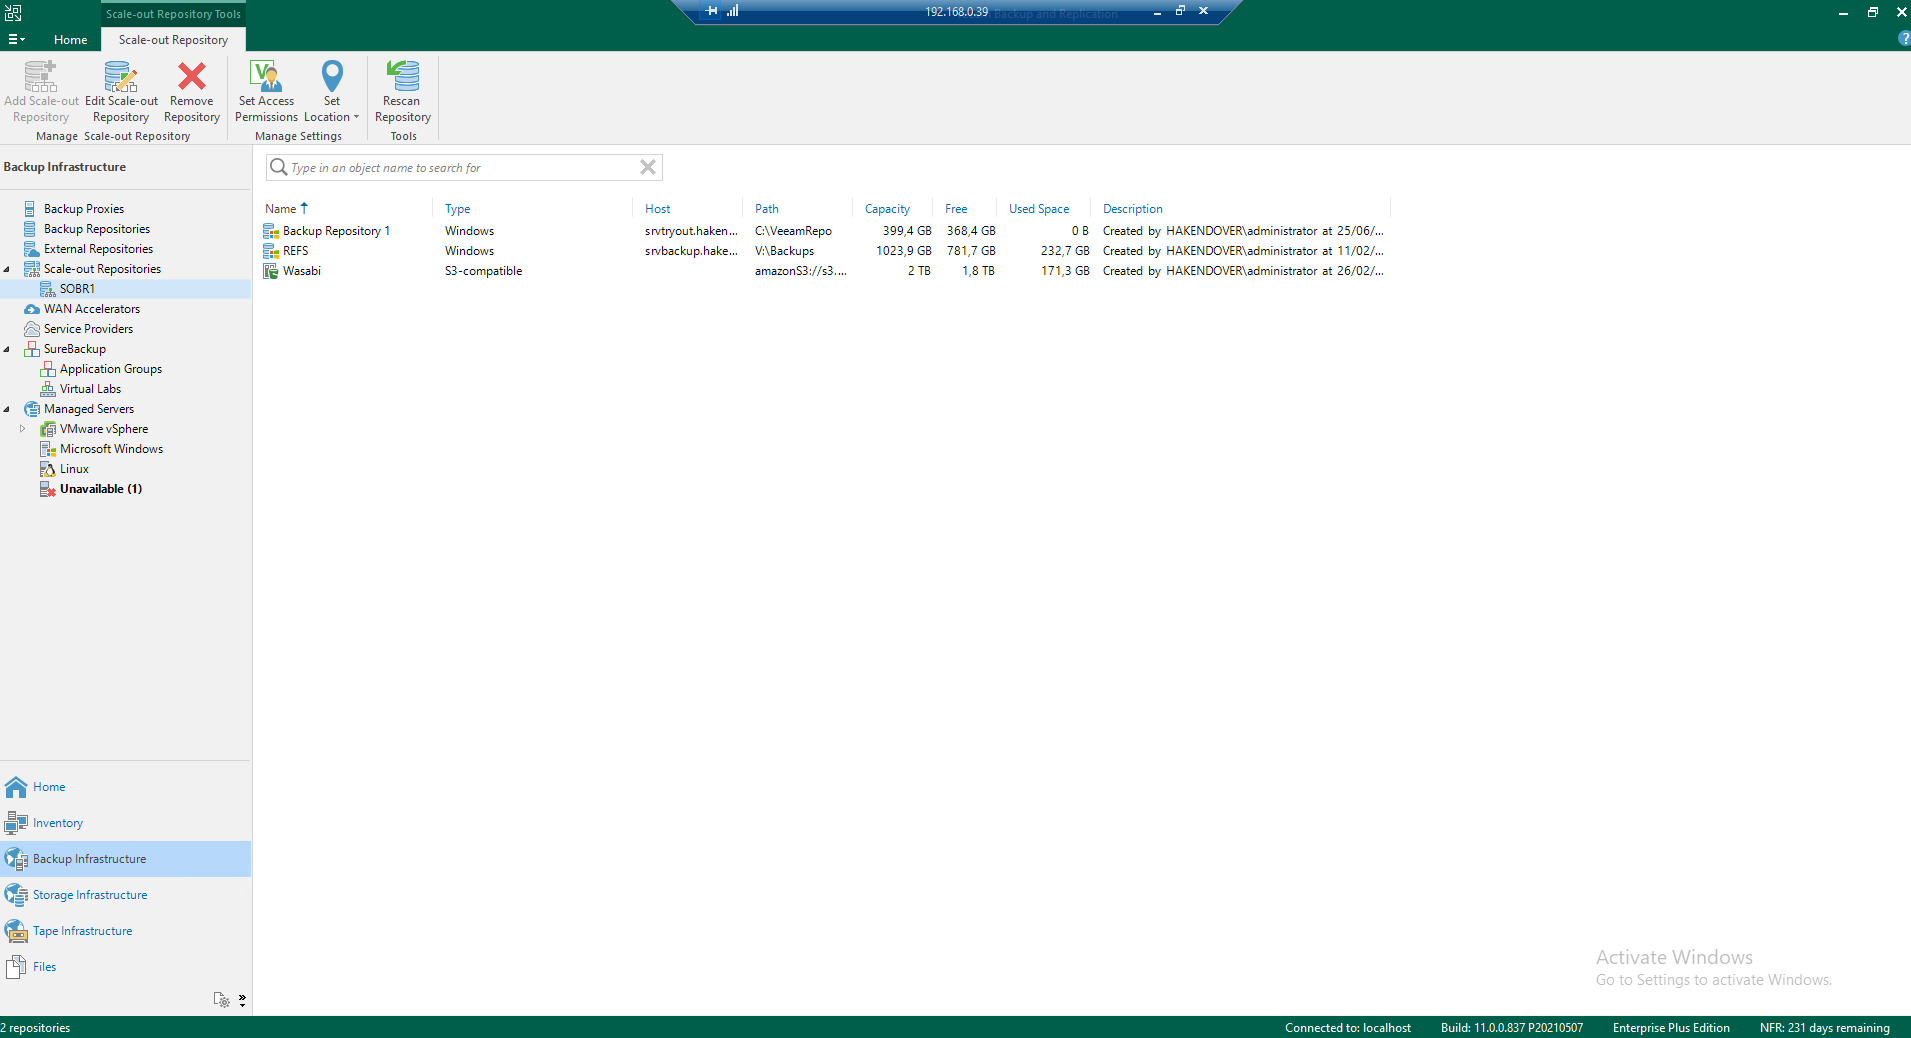 Scale-out Repository Tools
192.168.0.39
Backup and Replication
Home
Scale-out Repository
Add Scale-out Repository
Edit Scale-out Repository
Remove Repository
Set Access Permissions
Set Location
Rescan Repository
Manage Scale-out Repository
Manage Settings
Tools
Backup Infrastructure
Type in an object name to search for
Backup Proxies
Backup Repositories
External Repositories
Scale-out Repositories
SOBR1
WAN Accelerators
Service Providers
SureBackup
Application Groups
Virtual Labs
Managed Servers
VMware vSphere
Microsoft Windows
Linux
Unavailable (1)
Name Type Host Path Capacity Free Used Space Description
Backup Repository 1 Windows srvtryout.haken... C:\VeeamRepo 399,4 GB 368,4 GB 0 B Created by HAKENDOVER\administrator at 25/06/...
REFS Windows srvbackup.hake... V:\Backups 1023,9 GB 781,7 GB 232,7 GB Created by HAKENDOVER\administrator at 11/02/...
Wasabi S3-compatible amazonS3://s3.... 2 TB 1,8 TB 171,3 GB Created by HAKENDOVER\administrator at 26/02/...
Home
Inventory
Backup Infrastructure
Storage Infrastructure
Tape Infrastructure
Files
Activate Windows
Go to Settings to activate Windows.
2 repositories
Connected to: localhost
Build: 11.0.0.837 P20210507
Enterprise Plus Edition
NFR: 231 days remaining